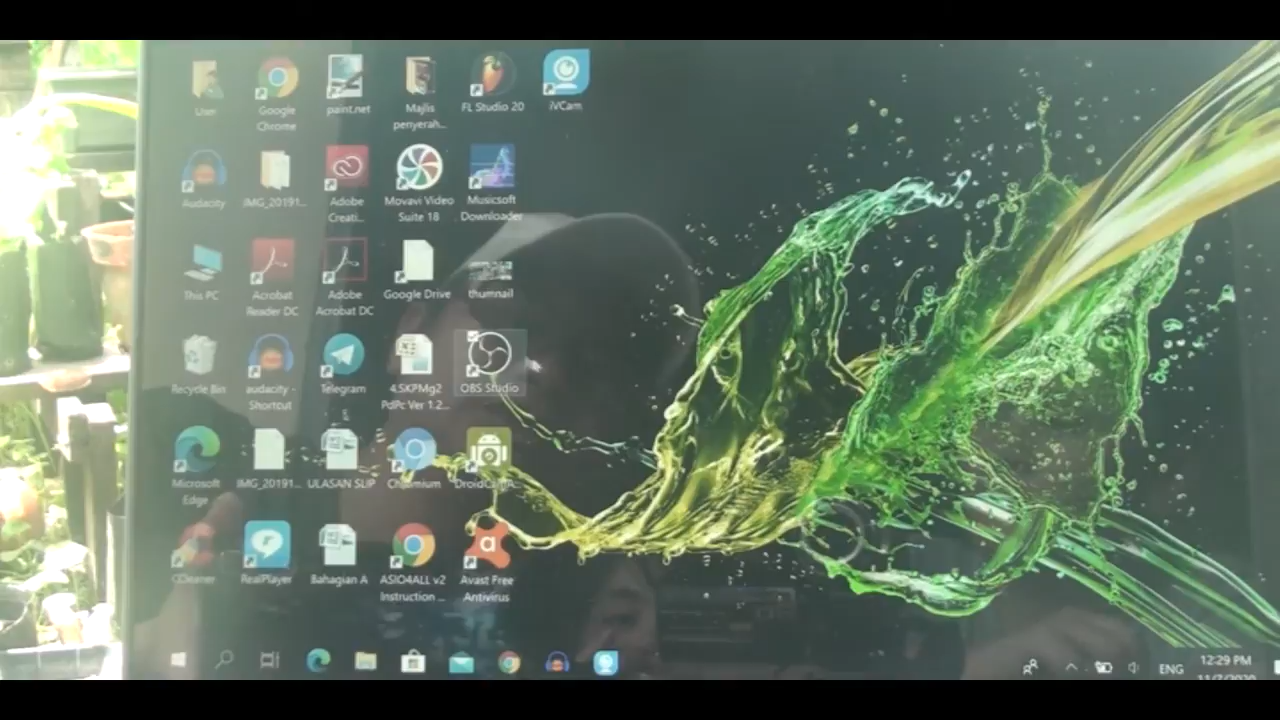 User
Google
Chrome
paint.net
Majlis
penyerah...
FL Studio 20
iVCam
Audacity
IMG_20191...
Adobe
Creati...
Movavi Video
Suite 18
Musicsoft
Downloader
This PC
Acrobat
Reader DC
Adobe
Acrobat DC
Google Drive
thumnail
Recycle Bin
audacity -
Shortcut
Telegram
4.SKPMg2
PdPc Ver 1.2...
OBS Studio
Microsoft
Edge
IMG_20191...
ULASAN SLIP
Chromium
CCleaner
RealPlayer
Bahagian A
ASIO4ALL v2
Instruction ...
Avast Free
Antivirus
a
ENG
12:29 PM
11/7/2020